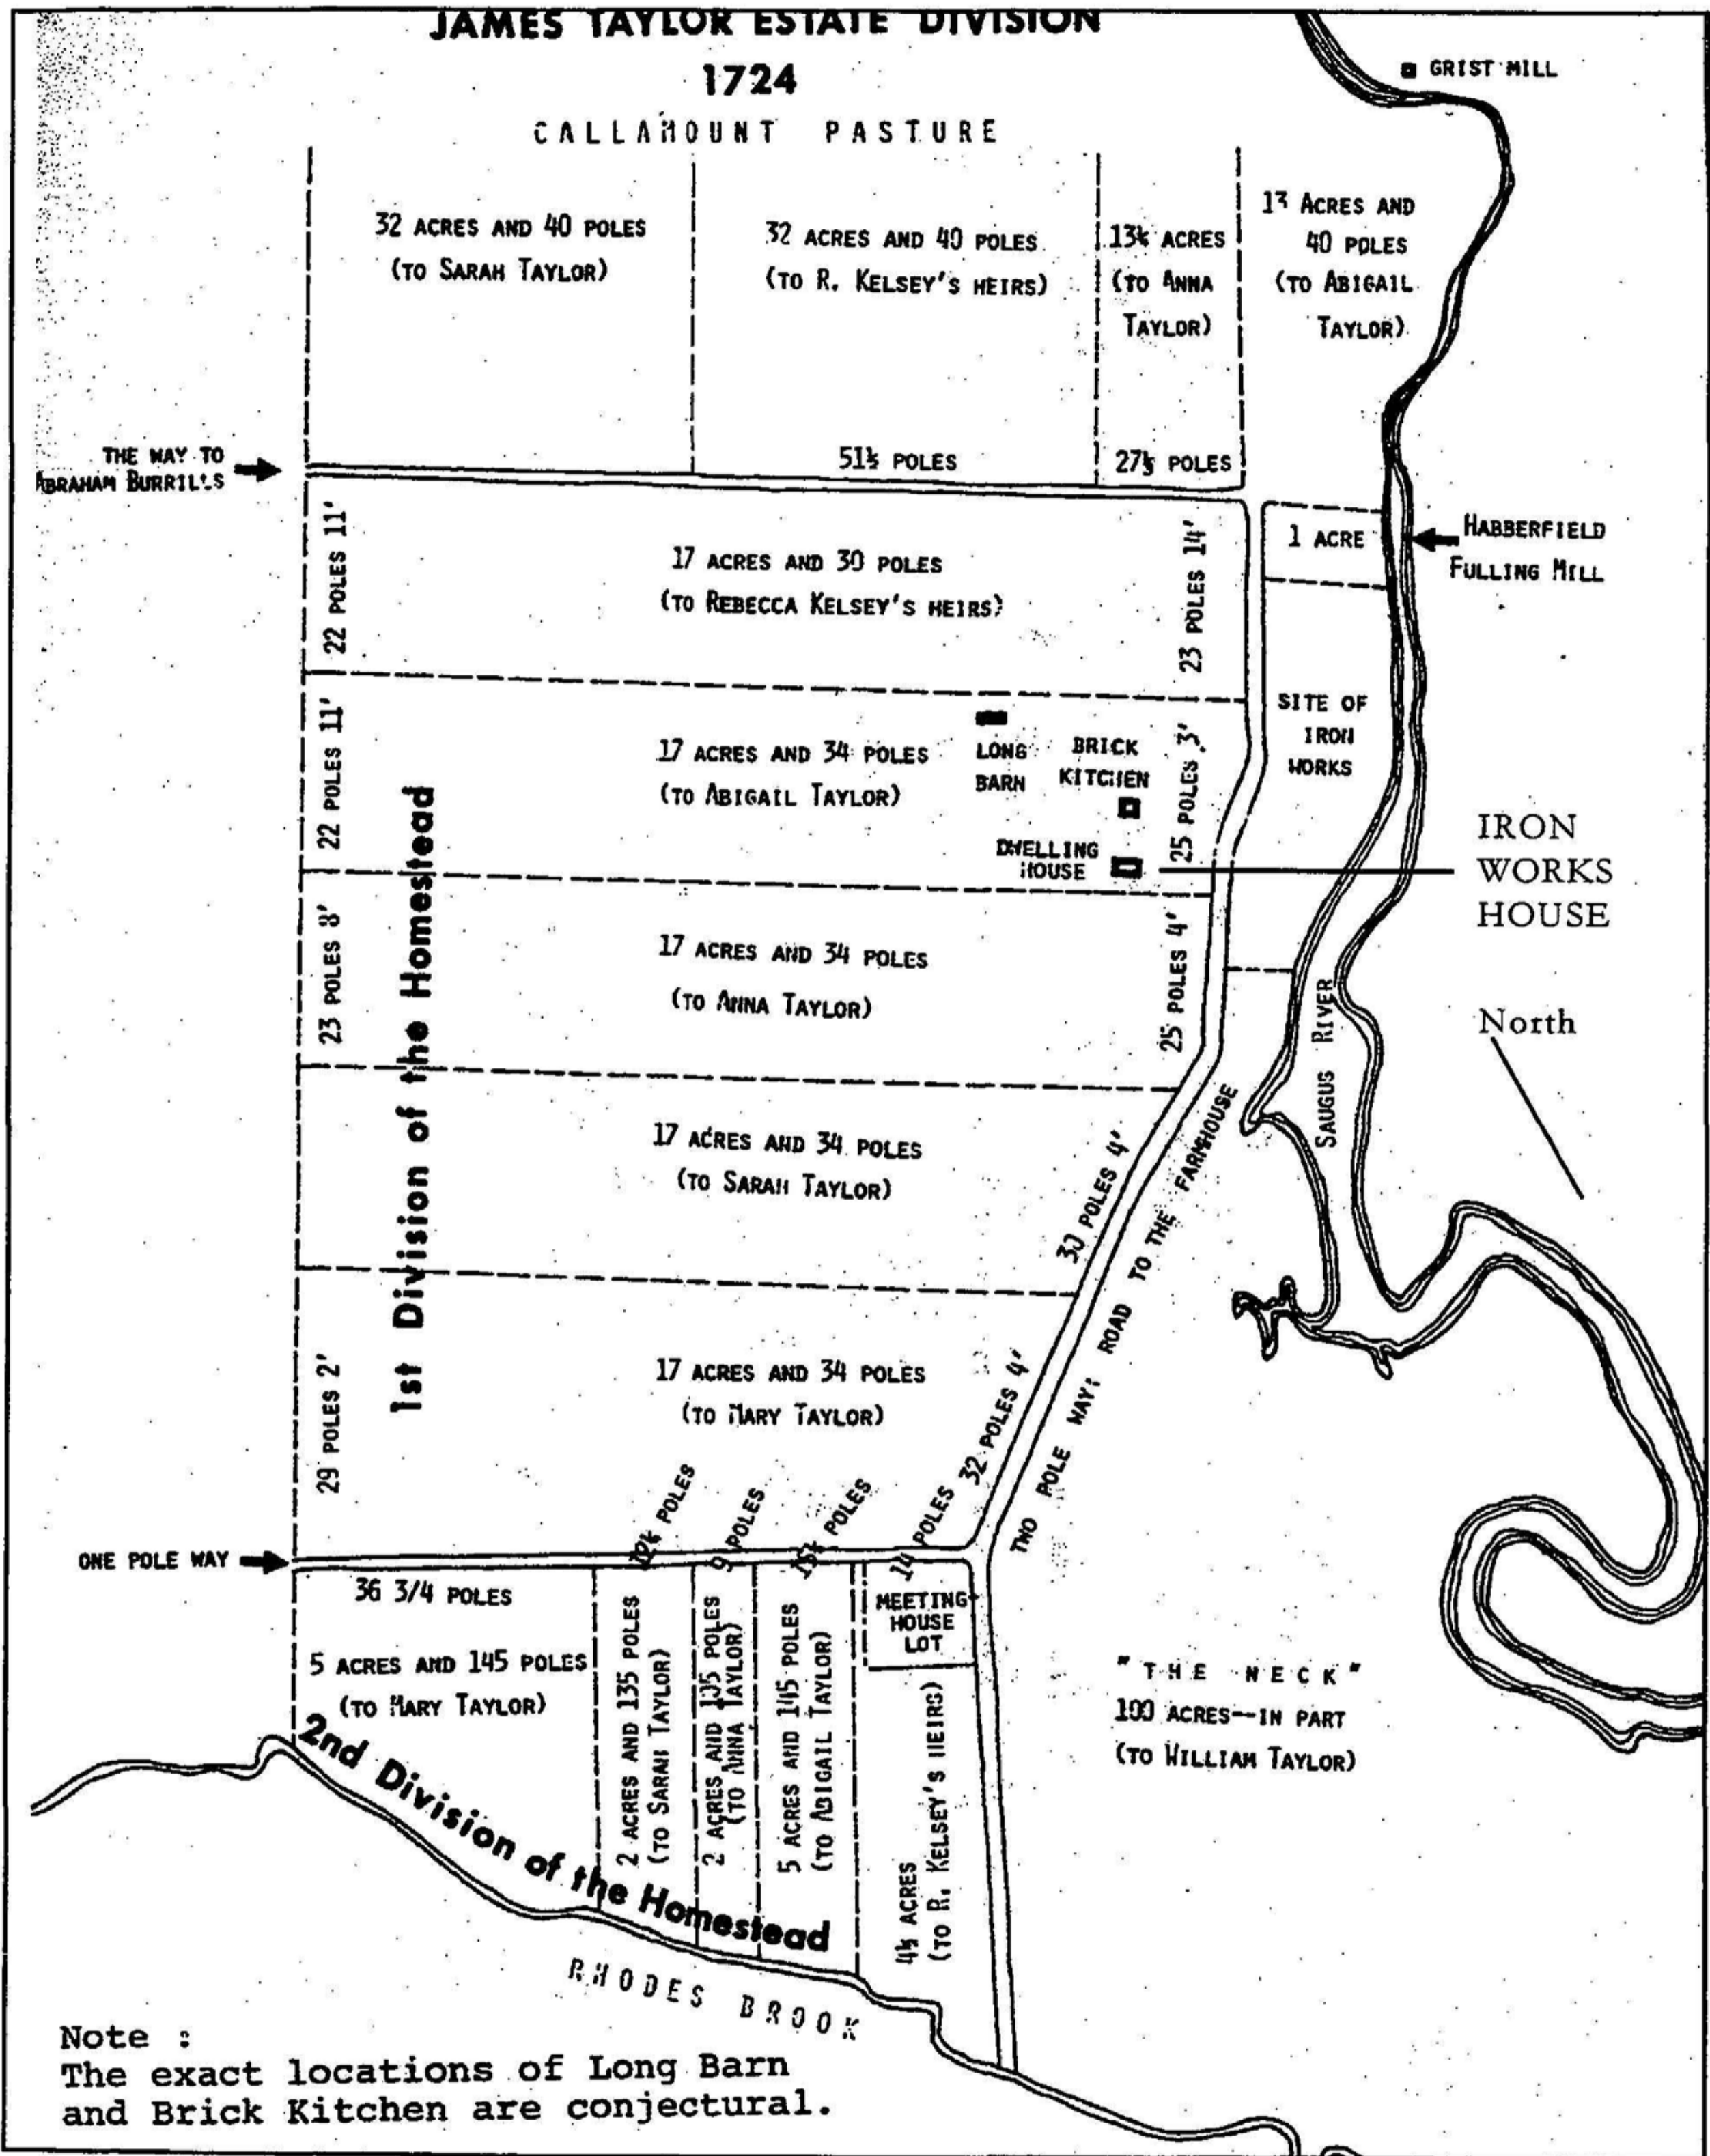 JAMES TAYLOR ESTATE DIVISION
1724
CALLAMOUNT PASTURE
GRIST MILL
32 ACRES AND 40 POLES
(TO SARAH TAYLOR)
32 ACRES AND 40 POLES
(TO R. KELSEY'S HEIRS)
ACRES
(TO ANNA
TAYLOR)
13 ACRES AND
40 POLES
(TO ABIGAIL
TAYLOR)
THE WAY TO
ABRAHAM BURRILLS
51½ POLES
POLES
22 POLES 11'
17 ACRES AND 30 POLES
(TO REBECCA KELSEY'S HEIRS)
23 POLES 14'
1 ACRE
HABBERFIELD
FULLING MILL
22 POLES 11'
17 ACRES AND 34 POLES
(TO ABIGAIL TAYLOR)
LONG
BARN
BRICK
KITCHEN
DWELLING
HOUSE
25 POLES 3'
SITE OF
IRON
WORKS
IRON
WORKS
HOUSE
1st Division of the Homestead
23 POLES 8'
17 ACRES AND 34 POLES
(TO ANNA TAYLOR)
25 POLES 4'
SAUGUS RIVER
North
17 ACRES AND 34 POLES
(TO SARAH TAYLOR)
30 POLES 4'
TWO POLE WAY: ROAD TO THE FARMHOUSE
29 POLES 2'
17 ACRES AND 34 POLES
(TO MARY TAYLOR)
32 POLES 4'
ONE POLE WAY
36 3/4 POLES
POLES
9 POLES
POLES
14 POLES
5 ACRES AND 145 POLES
(TO MARY TAYLOR)
2 ACRES AND 135 POLES
(TO SARAH TAYLOR)
2 ACRES AND 135 POLES
(TO ANNA TAYLOR)
5 ACRES AND 145 POLES
(TO ABIGAIL TAYLOR)
MEETING-
HOUSE
LOT
4½ ACRES
(TO R. KELSEY'S HEIRS)
"THE NECK"
100 ACRES--IN PART
(TO WILLIAM TAYLOR)
2nd Division of the Homestead
RHODES BROOK
Note :
The exact locations of Long Barn
and Brick Kitchen are conjectural.